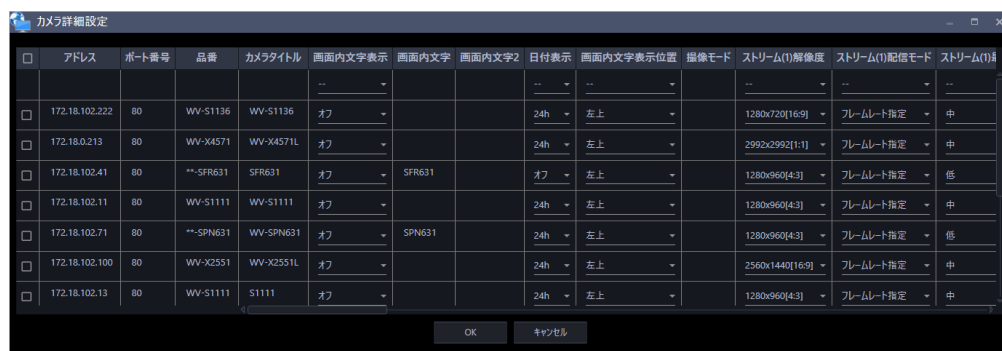 カメラ詳細設定
アドレス ポート番号 品番 カメラタイトル 画面内文字表示 画面内文字 画面内文字2 日付表示 画面内文字表示位置 撮像モード ストリーム(1)解像度 ストリーム(1)配信モード ストリーム(1)
-- -- -- -- -- --
172.18.102.222 80 WV-S1136 WV-S1136 オフ 24h 左上 1280x720[16:9] フレームレート指定 中
172.18.0.213 80 WV-X4571 WV-X4571L オフ 24h 左上 2992x2992[1:1] フレームレート指定 中
172.18.102.41 80 **-SFR631 SFR631 オフ SFR631 オフ 左上 1280x960[4:3] フレームレート指定 低
172.18.102.11 80 WV-S1111 WV-S1111 オフ 24h 左上 1280x960[4:3] フレームレート指定 中
172.18.102.71 80 **-SPN631 WV-SPN631 オフ SPN631 24h 左上 1280x960[4:3] フレームレート指定 低
172.18.102.100 80 WV-X2551 WV-X2551L オフ 24h 左上 2560x1440[16:9] フレームレート指定 中
172.18.102.13 80 WV-S1111 S1111 オフ 24h 左上 1280x960[4:3] フレームレート指定 中
OK キャンセル